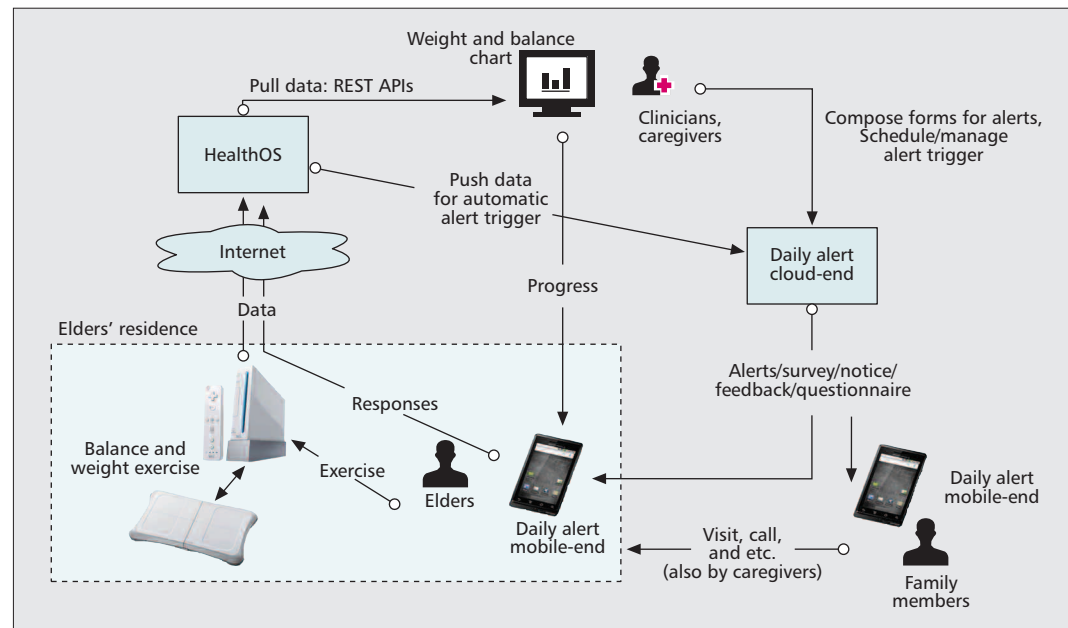 Weight and balance
chart
Pull data: REST APIs
Clinicians,
caregivers
Compose forms for alerts,
Schedule/manage
alert trigger
HealthOS
Push data
for automatic
alert trigger
Internet
Daily alert
cloud-end
Progress
Data
Elders’ residence
Alerts/survey/notice/
feedback/questionnaire
Responses
Balance and
weight exercise
Exercise
Elders
Daily alert
mobile-end
Daily alert
mobile-end
Visit, call,
and etc.
(also by caregivers)
Family
members